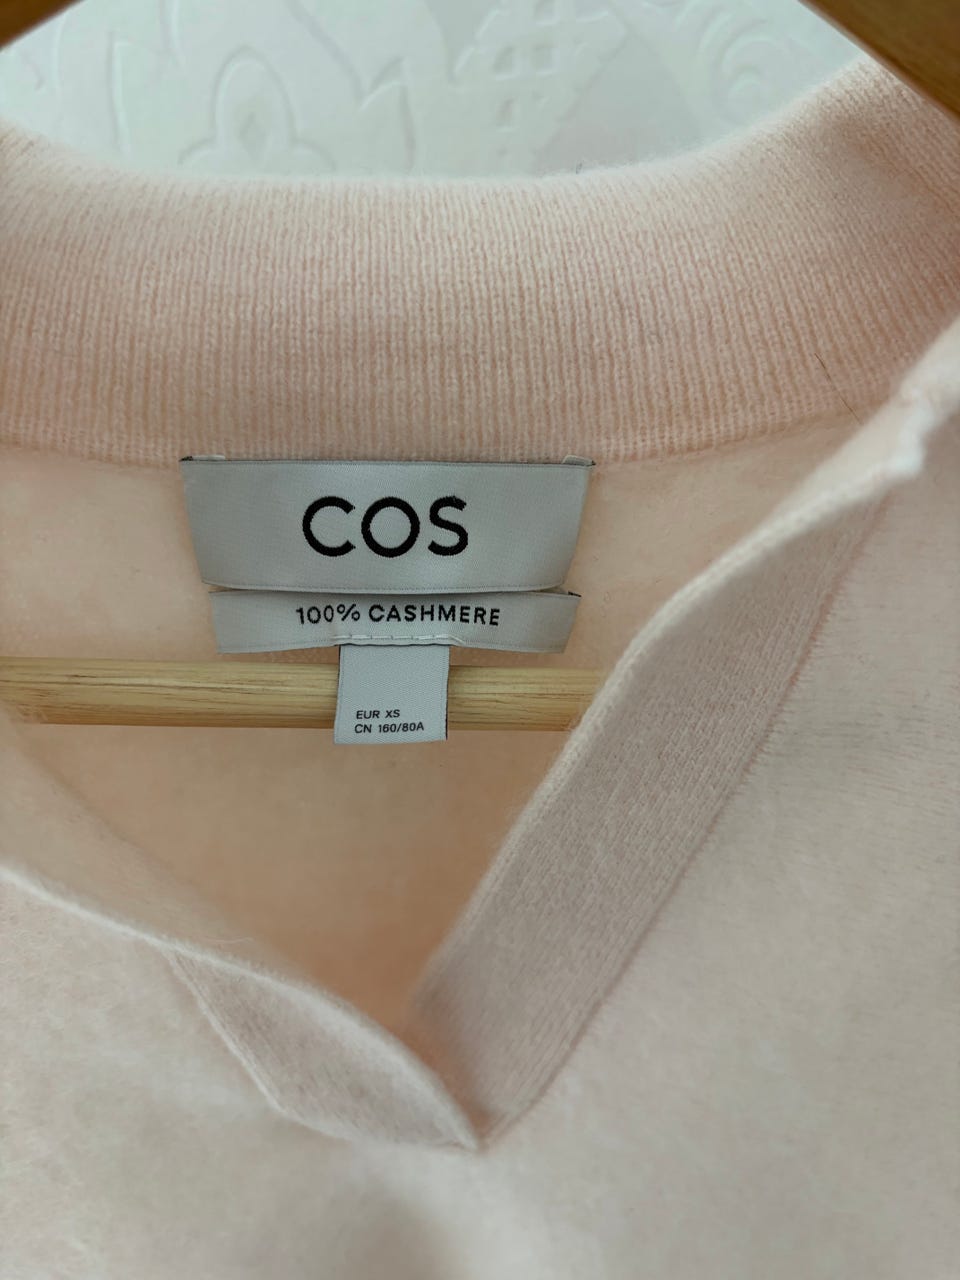 COS
100% CASHMERE
EUR XS
CN 160/80A